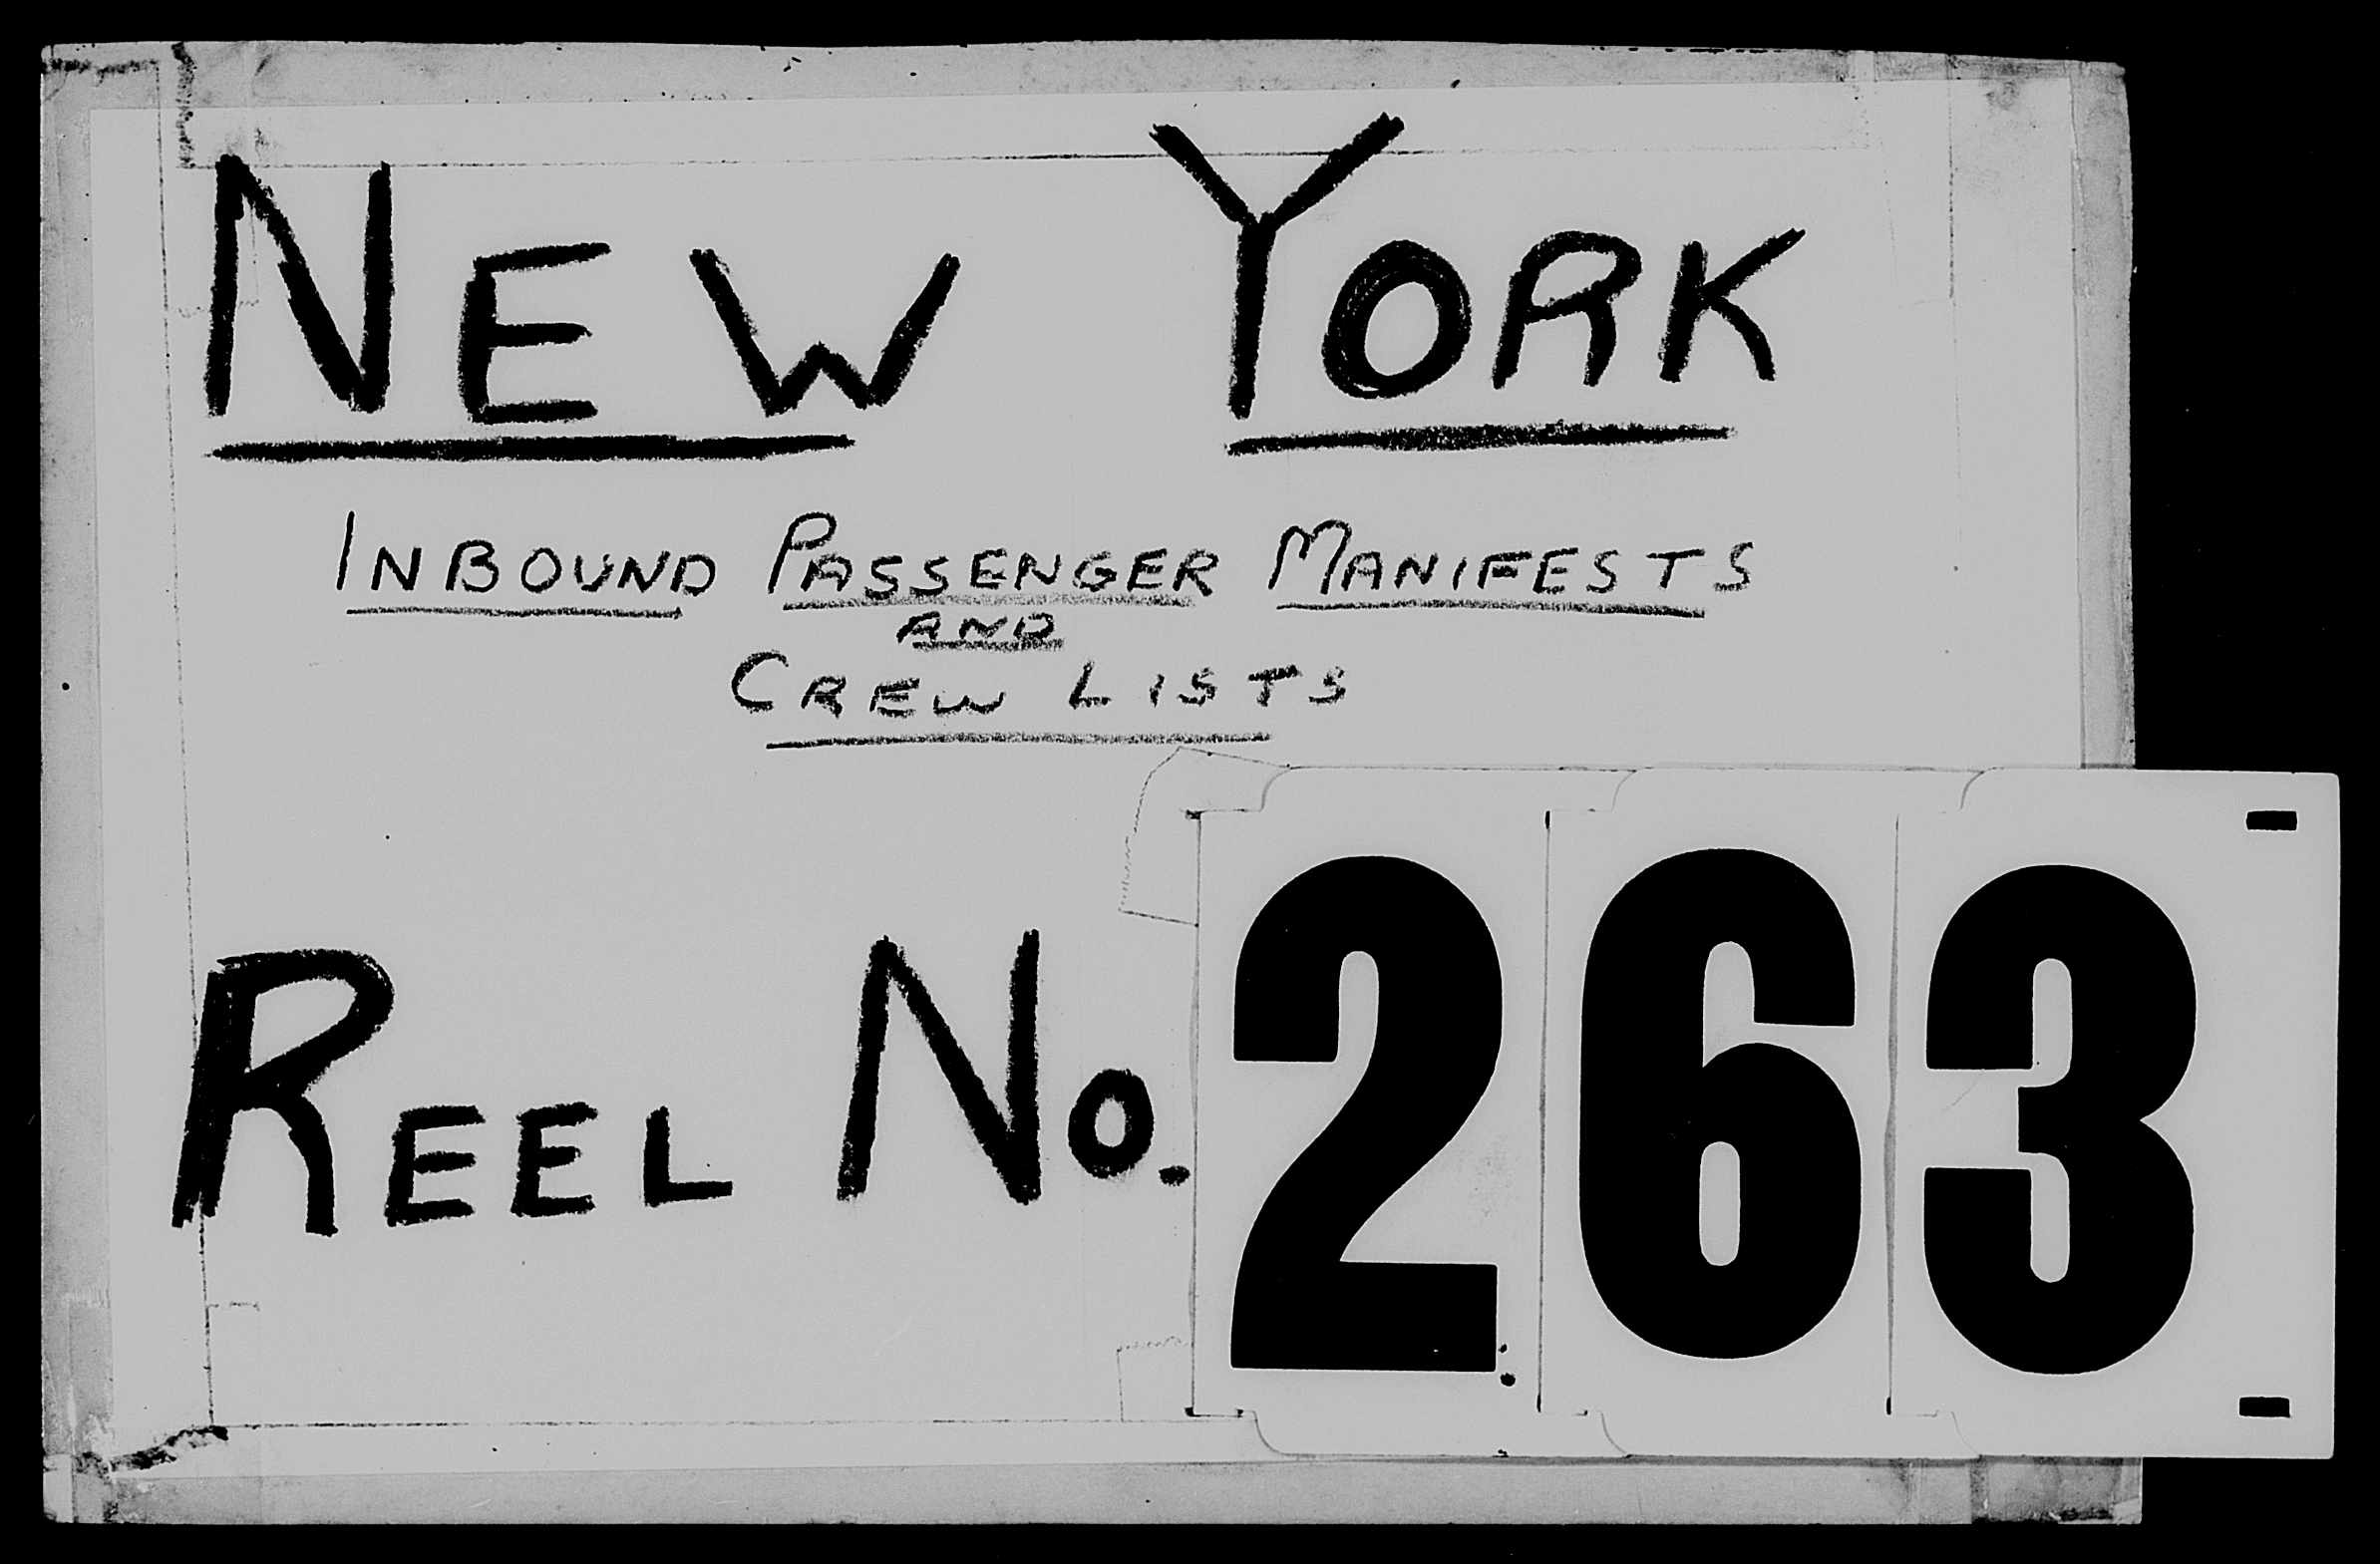 NEW YORK
INBOUND PASSENGER MANIFESTS
AND
CREW LISTS
REEL No. 263